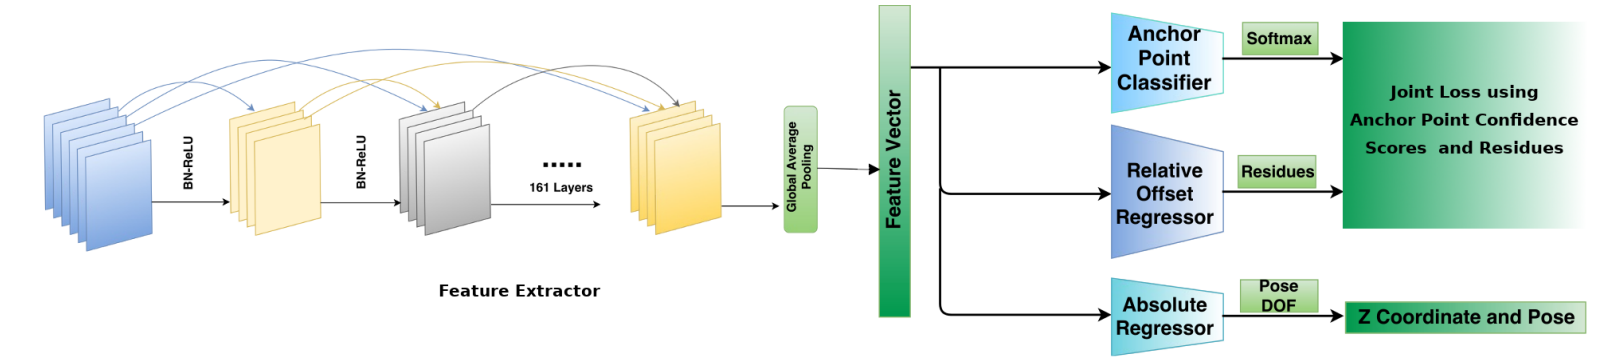 BN-ReLU
BN-ReLU
.....
161 Layers
Global Average
Pooling
Feature Extractor
Feature Vector
Anchor
Point
Classifier
Softmax
Relative
Offset
Regressor
Residues
Joint Loss using
Anchor Point Confidence
Scores and Residues
Absolute
Regressor
Pose
DOF
Z Coordinate and Pose